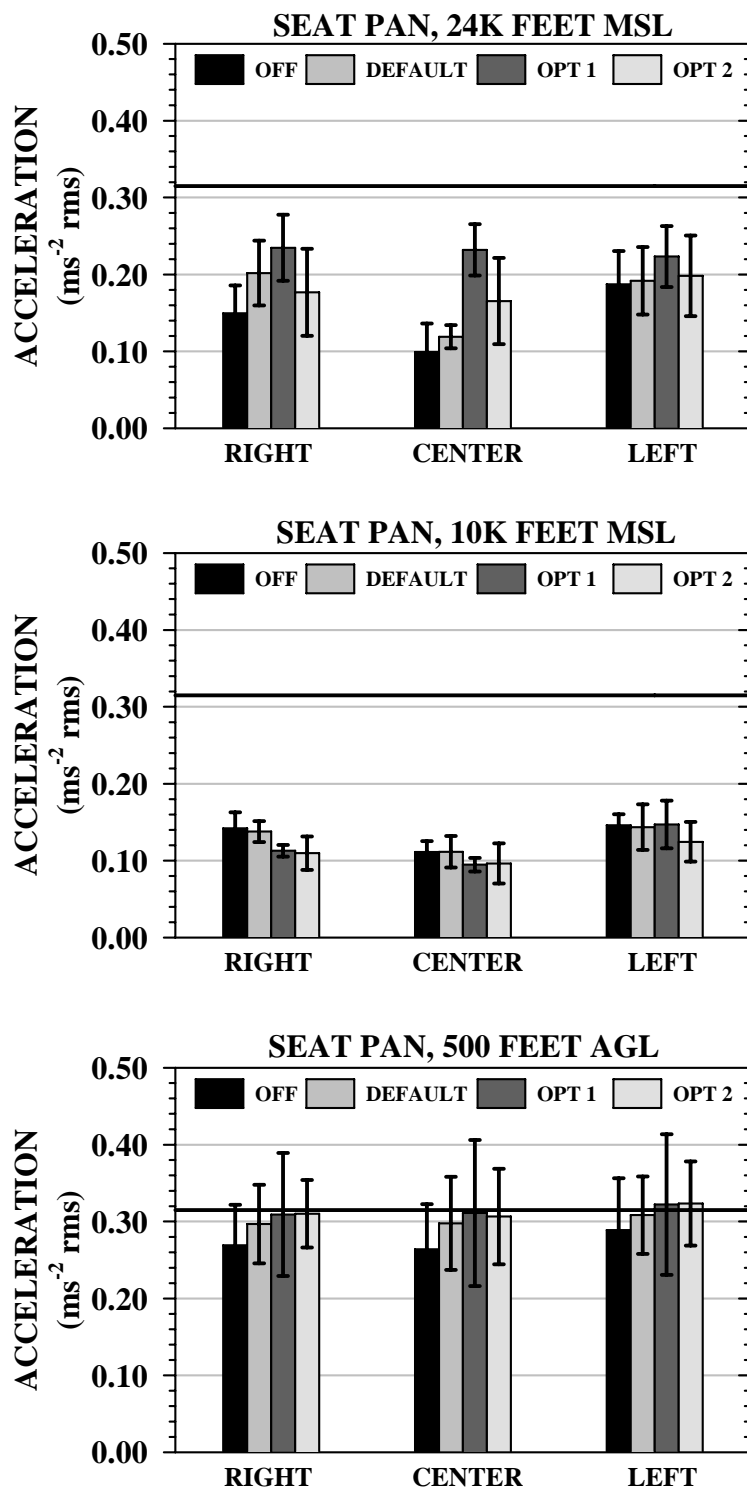 SEAT PAN, 24K FEET MSL
0.50
OFF DEFAULT OPT 1 OPT 2
0.40
0.30
0.20
0.10
0.00
ACCELERATION
(ms-2 rms)
RIGHT CENTER LEFT
SEAT PAN, 10K FEET MSL
0.50
OFF DEFAULT OPT 1 OPT 2
0.40
0.30
0.20
0.10
0.00
ACCELERATION
(ms-2 rms)
RIGHT CENTER LEFT
SEAT PAN, 500 FEET AGL
0.50
OFF DEFAULT OPT 1 OPT 2
0.40
0.30
0.20
0.10
0.00
ACCELERATION
(ms-2 rms)
RIGHT CENTER LEFT